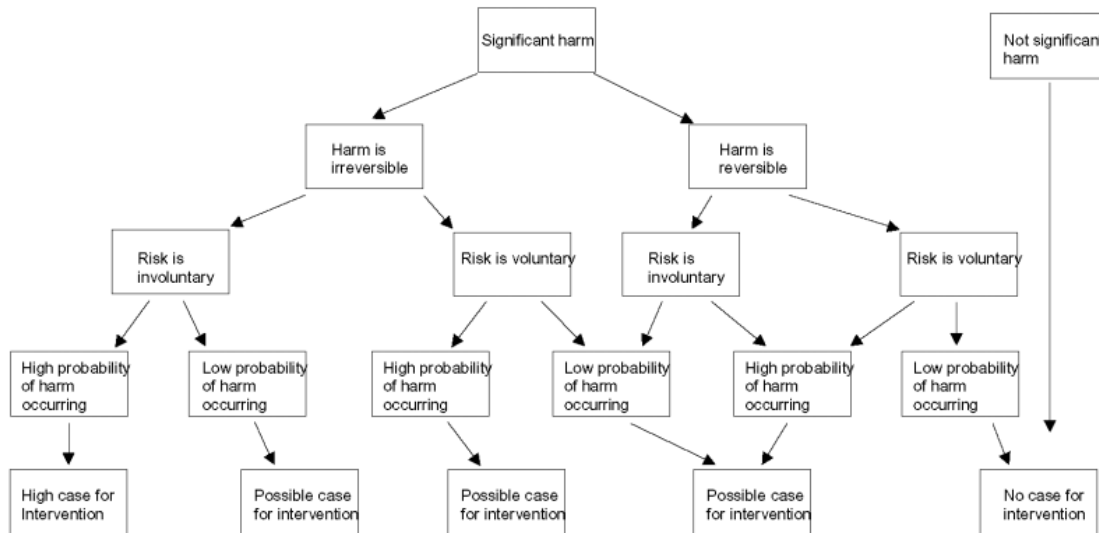 Significant harm
Not significant
harm
Harm is
irreversible
Harm is
reversible
Risk is
involuntary
Risk is voluntary
Risk is
involuntary
Risk is voluntary
High probability
of harm
occurring
Low probability
of harm
occurring
High probability
of harm
occurring
Low probability
of harm
occurring
High probability
of harm
occurring
Low probability
of harm
occurring
High case for
Intervention
Possible case
for intervention
Possible case
for intervention
Possible case
for intervention
No case for
intervention